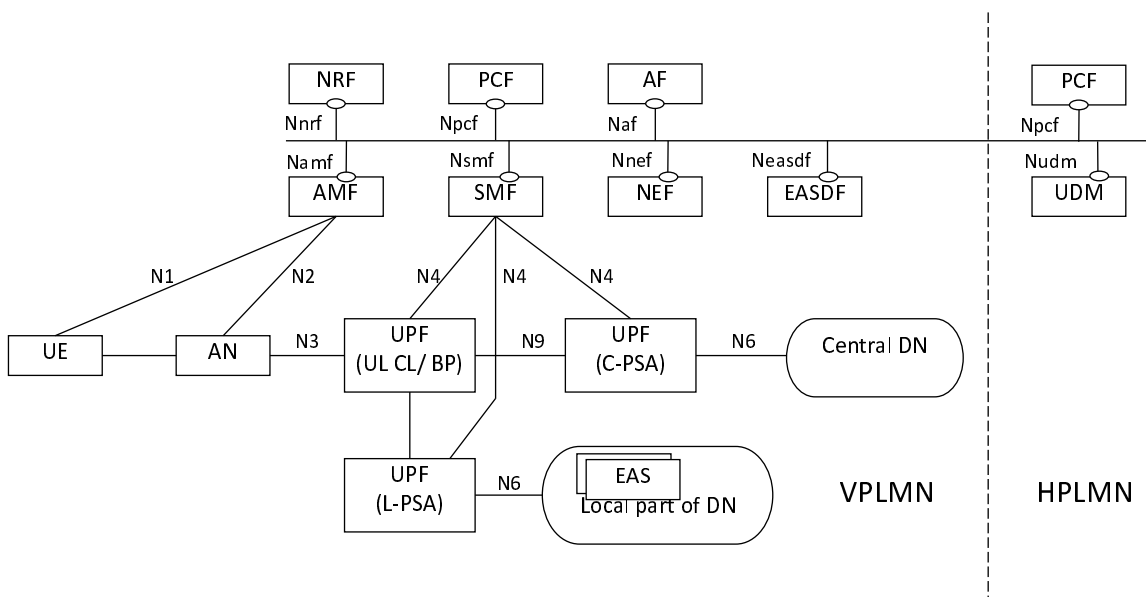 NRF
PCF
AF
PCF
Nnrf
Npcf
Naf
Npcf
Namf
Nsmf
Nnef
Neasdf
Nudm
AMF
SMF
NEF
EASDF
UDM
N1
N2
N4
N4
N4
UE
AN
N3
UPF
(UL CL/ BP)
N9
UPF
(C-PSA)
N6
Central DN
UPF
(L-PSA)
N6
EAS
Local part of DN
VPLMN
HPLMN